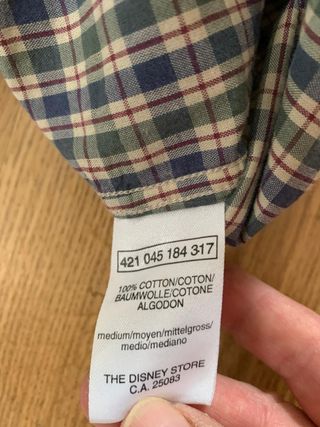 421 045 184 317
100% COTTON/COTON/
BAUMWOLLE/COTONE
ALGODON
medium/moyen/mittelgross/
medio/mediano
THE DISNEY STORE
C.A. 25083